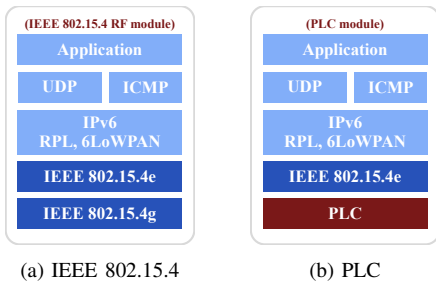 (IEEE 802.15.4 RF module)
Application
UDP
ICMP
IPv6
RPL, 6LoWPAN
IEEE 802.15.4e
IEEE 802.15.4g
(a) IEEE 802.15.4
(PLC module)
Application
UDP
ICMP
IPv6
RPL, 6LoWPAN
IEEE 802.15.4e
PLC
(b) PLC